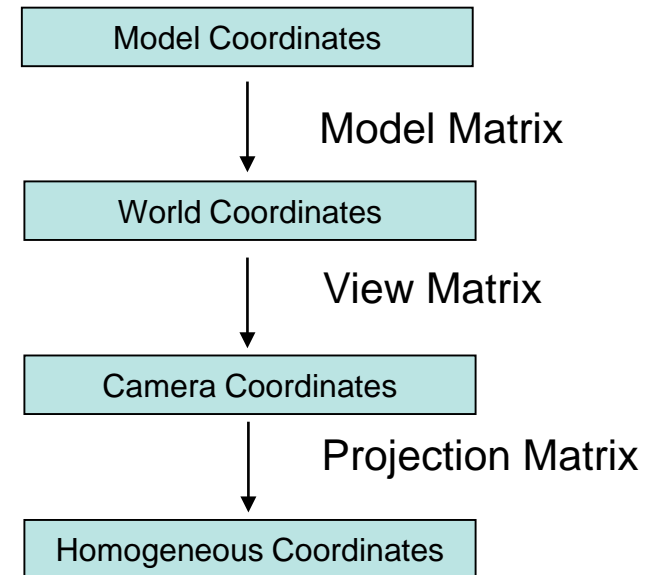 Model Coordinates
Model Matrix
World Coordinates
View Matrix
Camera Coordinates
Projection Matrix
Homogeneous Coordinates